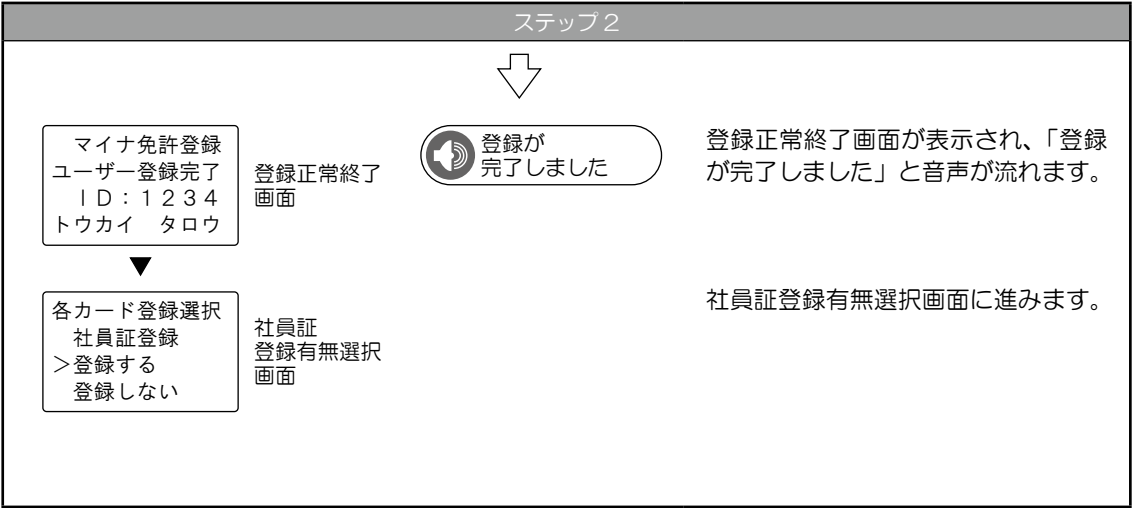 ステップ２
マイナ免許登録
ユーザー登録完了
ＩＤ：１２３４
トウカイ　タロウ
登録正常終了
画面
登録が
完了しました
登録正常終了画面が表示され、「登録
が完了しました」と音声が流れます。
各カード登録選択
社員証登録
＞登録する
登録しない
社員証
登録有無選択
画面
社員証登録有無選択画面に進みます。